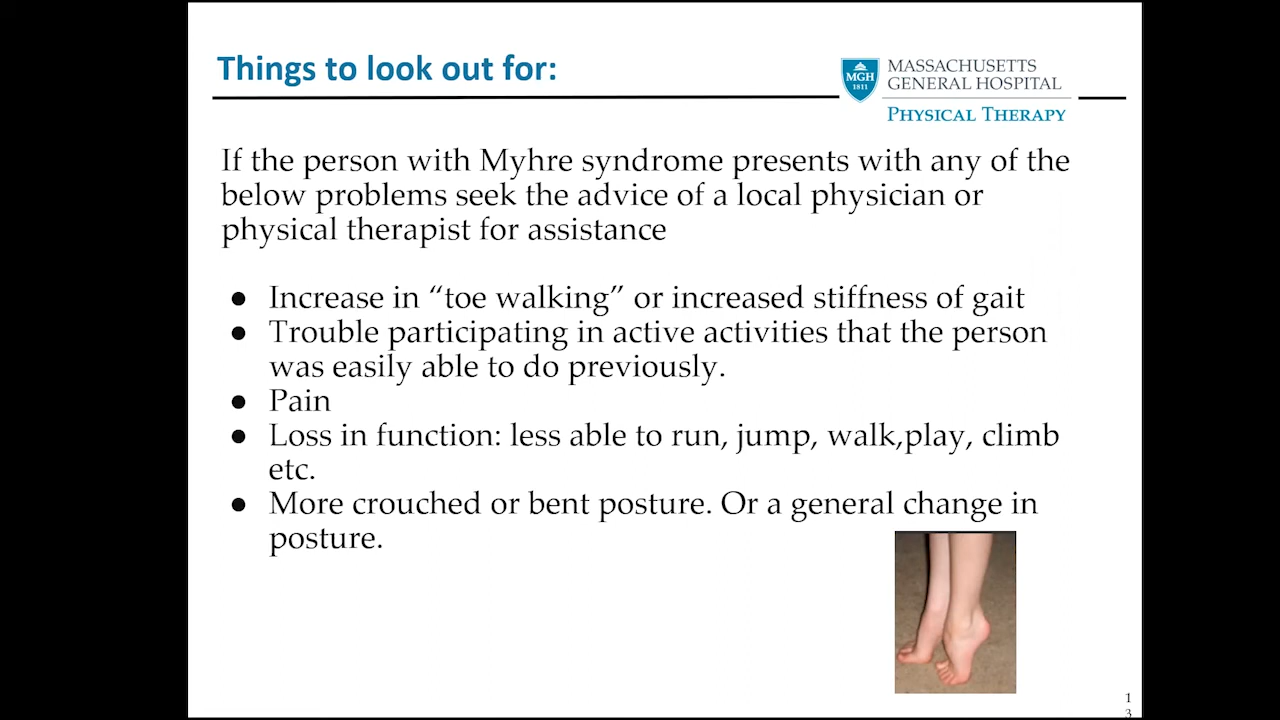 Things to look out for:
MGH
1811
MASSACHUSETTS
GENERAL HOSPITAL
PHYSICAL THERAPY
If the person with Myhre syndrome presents with any of the
below problems seek the advice of a local physician or
physical therapist for assistance
● Increase in “toe walking” or increased stiffness of gait
● Trouble participating in active activities that the person
was easily able to do previously.
● Pain
● Loss in function: less able to run, jump, walk,play, climb
etc.
● More crouched or bent posture. Or a general change in
posture.
1
3